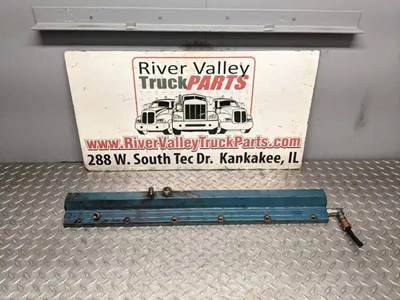 River Valley
TruckPARTS
www.RiverValleyTruckParts.com
288 W. South Tec Dr. Kankakee, IL